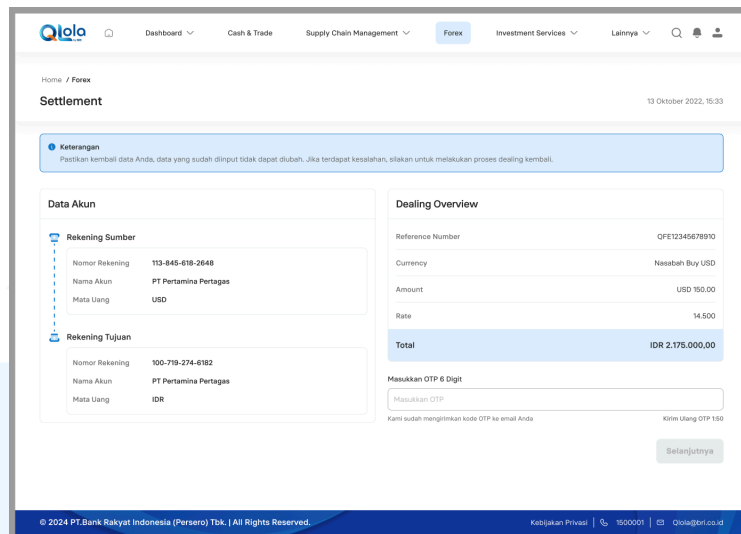 Qlola
by BRI
Dashboard
Cash & Trade
Supply Chain Management
Forex
Investment Services
Lainnya
Home / Forex
Settlement
13 Oktober 2022, 15:33
Keterangan
Pastikan kembali data Anda, data yang sudah diinput tidak dapat diubah. Jika terdapat kesalahan, silakan untuk melakukan proses dealing kembali.
Data Akun
Rekening Sumber
Nomor Rekening 113-845-618-2648
Nama Akun PT Pertamina Pertagas
Mata Uang USD
Rekening Tujuan
Nomor Rekening 100-719-274-6182
Nama Akun PT Pertamina Pertagas
Mata Uang IDR
Dealing Overview
Reference Number QFE12345678910
Currency Nasabah Buy USD
Amount USD 150.00
Rate 14.500
Total IDR 2.175.000,00
Masukkan OTP 6 Digit
Masukkan OTP
Kami sudah mengirimkan kode OTP ke email Anda Kirim Ulang OTP 1:50
Selanjutnya
© 2024 PT.Bank Rakyat Indonesia (Persero) Tbk. | All Rights Reserved.
Kebijakan Privasi | 1500001 | Qlola@bri.co.id